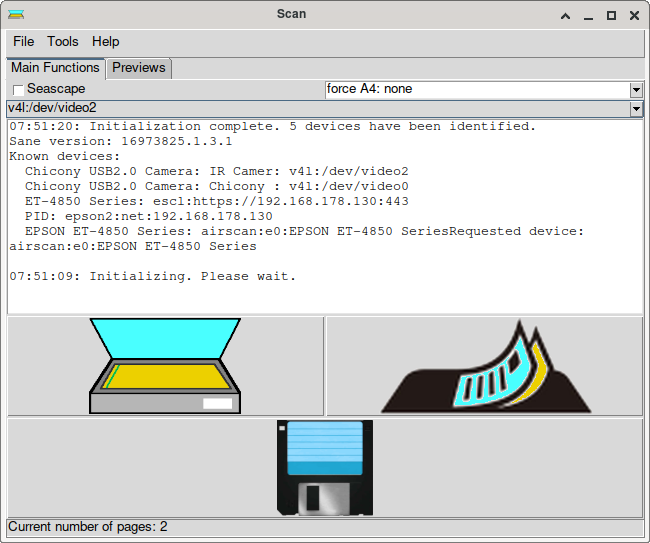 Scan
File Tools Help
Main Functions Previews
Seascape force A4: none
v4l:/dev/video2
07:51:20: Initialization complete. 5 devices have been identified.
Sane version: 16973825.1.3.1
Known devices:
Chicony USB2.0 Camera: IR Camer: v4l:/dev/video2
Chicony USB2.0 Camera: Chicony : v4l:/dev/video0
ET-4850 Series: escl:https://192.168.178.130:443
PID: epson2:net:192.168.178.130
EPSON ET-4850 Series: airscan:e0:EPSON ET-4850 SeriesRequested device:
airscan:e0:EPSON ET-4850 Series
07:51:09: Initializing. Please wait.
Current number of pages: 2